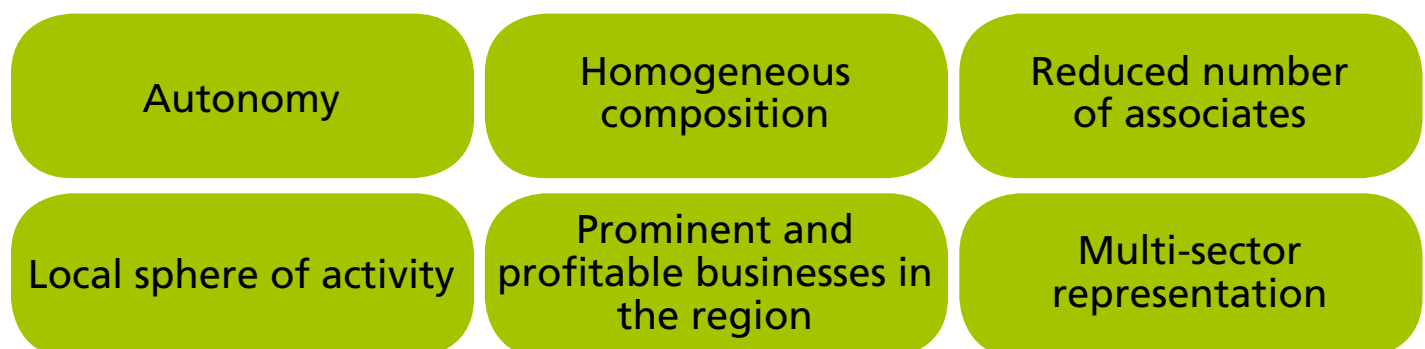 Autonomy
Homogeneous
composition
Reduced number
of associates
Local sphere of activity
Prominent and
profitable businesses in
the region
Multi-sector
representation